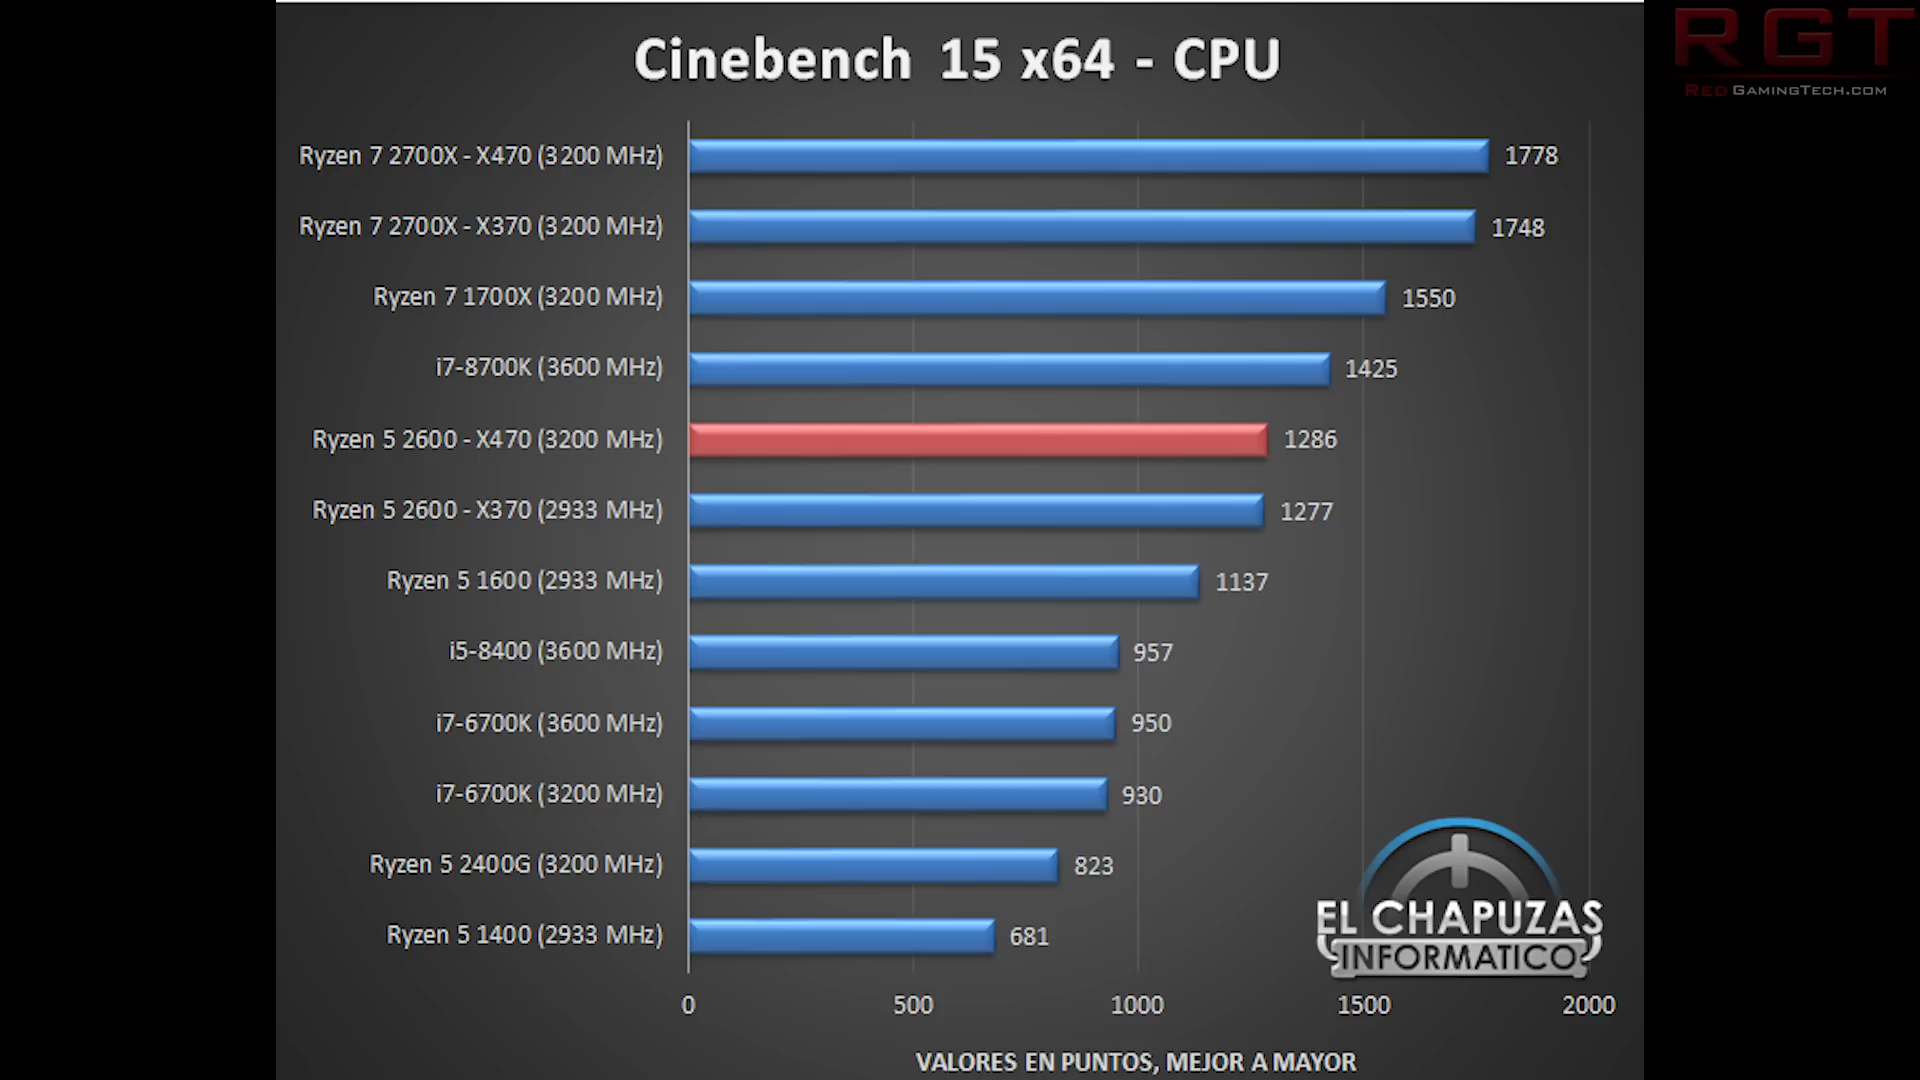 RGT
RedGamingTech.com
Cinebench 15 x64 - CPU
Ryzen 7 2700X - X470 (3200 MHz) 1778
Ryzen 7 2700X - X370 (3200 MHz) 1748
Ryzen 7 1700X (3200 MHz) 1550
i7-8700K (3600 MHz) 1425
Ryzen 5 2600 - X470 (3200 MHz) 1286
Ryzen 5 2600 - X370 (2933 MHz) 1277
Ryzen 5 1600 (2933 MHz) 1137
i5-8400 (3600 MHz) 957
i7-6700K (3600 MHz) 950
i7-6700K (3200 MHz) 930
Ryzen 5 2400G (3200 MHz) 823
Ryzen 5 1400 (2933 MHz) 681
EL CHAPUZAS
INFORMATICO
0 500 1000 1500 2000
VALORES EN PUNTOS, MEJOR A MAYOR